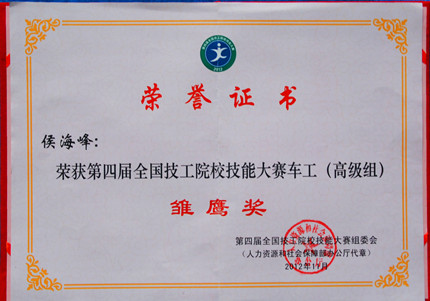 荣誉证书
侯海峰:
荣获第四届全国技工院校技能大赛车工（高级组）
雏鹰奖
第四届全国技工院校技能大赛组委会
（人力资源和社会保障部办公厅代章）
2012年11月